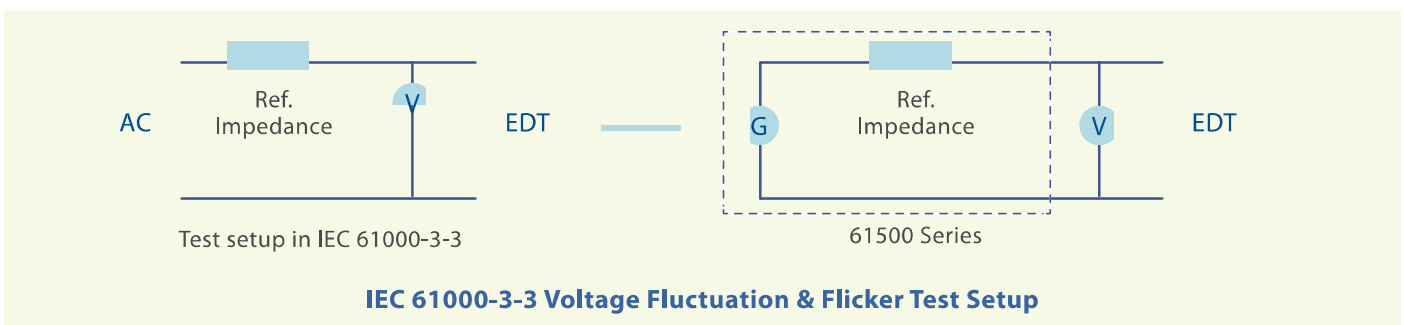 AC
Ref.
Impedance
V
EDT
Test setup in IEC 61000-3-3
G
Ref.
Impedance
V
EDT
61500 Series
IEC 61000-3-3 Voltage Fluctuation & Flicker Test Setup